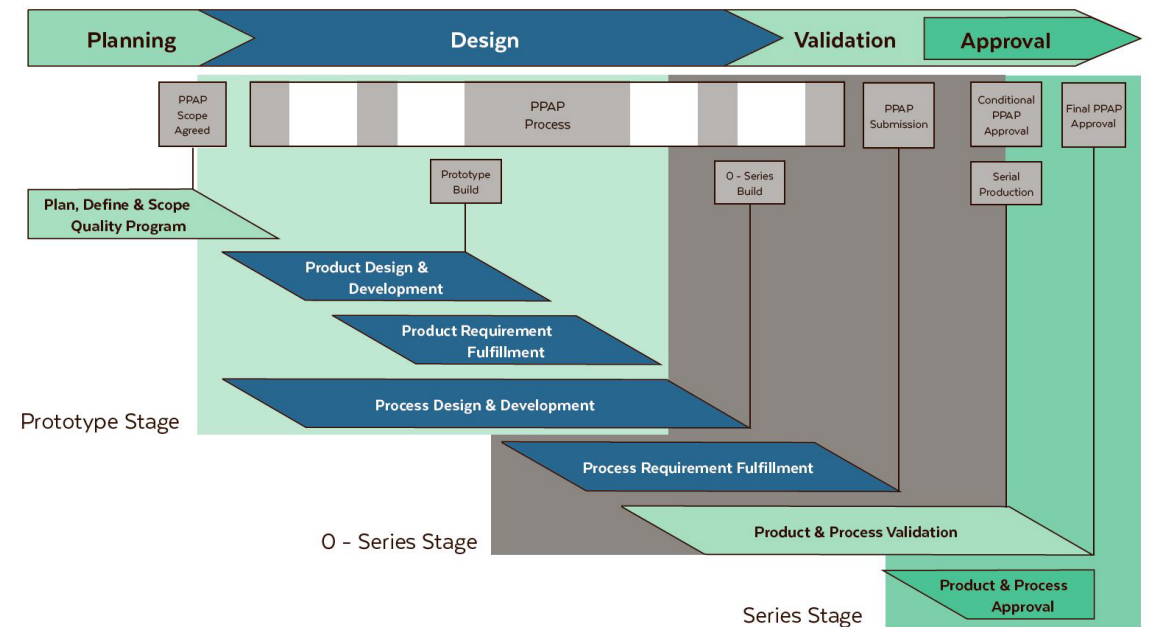 Planning
Design
Validation
Approval
PPAP
Scope
Agreed
PPAP
Process
PPAP
Submission
Conditional
PPAP
Approval
Final PPAP
Approval
Prototype
Build
0 - Series
Build
Serial
Production
Plan, Define & Scope
Quality Program
Product Design &
Development
Product Requirement
Fulfillment
Process Design & Development
Prototype Stage
Process Requirement Fulfillment
Product & Process Validation
0 - Series Stage
Product & Process
Approval
Series Stage